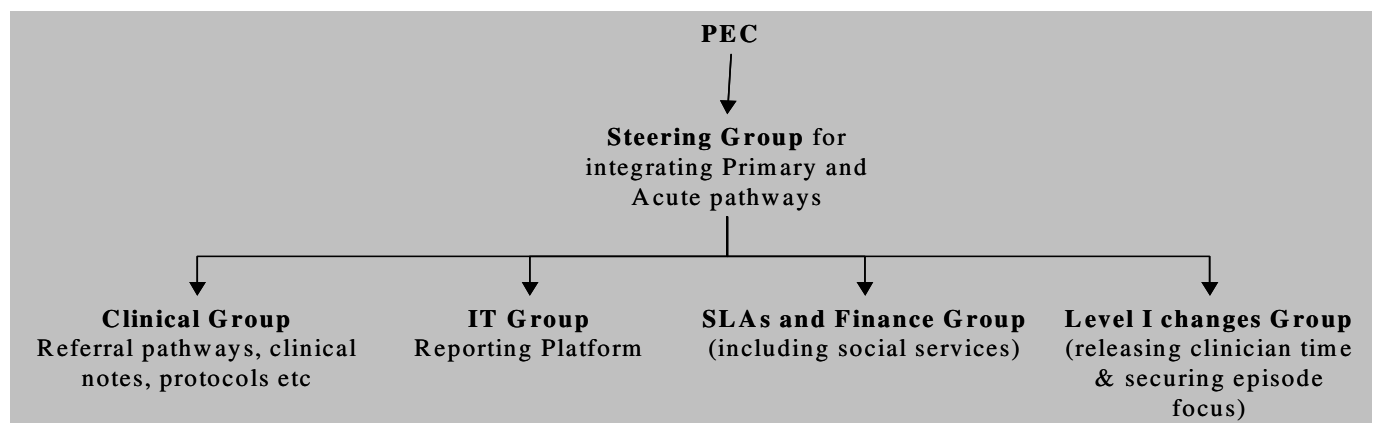 PEC
Steering Group for
integrating Primary and
Acute pathways
Clinical Group
Referral pathways, clinical
notes, protocols etc
IT Group
Reporting Platform
SLAs and Finance Group
(including social services)
Level I changes Group
(releasing clinician time
& securing episode
focus)